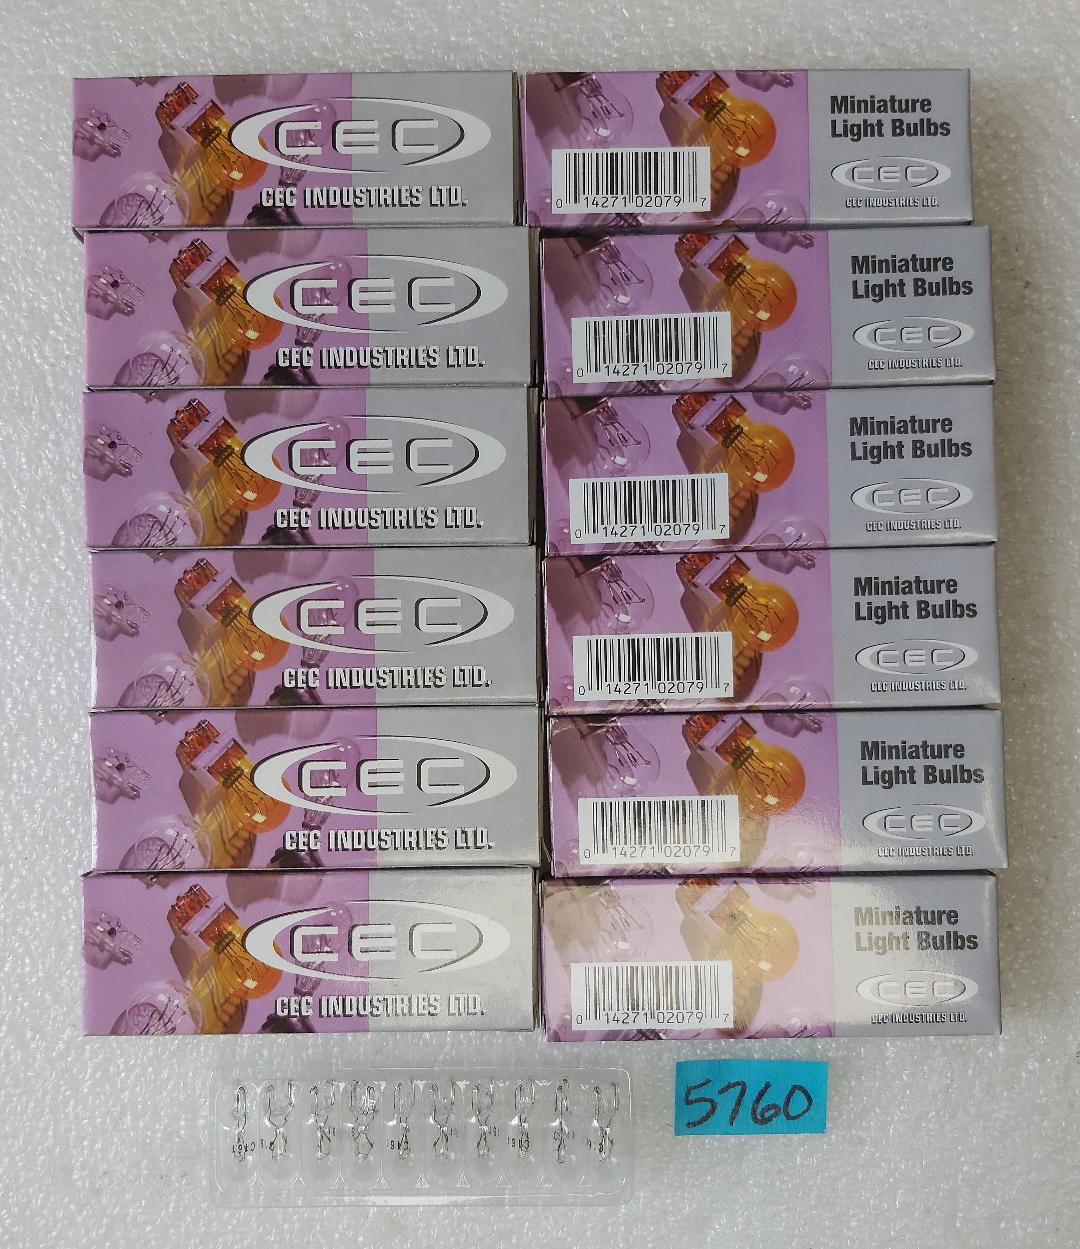 CEC
CEC INDUSTRIES LTD.
Miniature
Light Bulbs
CEC
CEC INDUSTRIES LTD.
0 14271 02079 7
CEC
CEC INDUSTRIES LTD.
Miniature
Light Bulbs
CEC
CEC INDUSTRIES LTD.
0 14271 02079 7
CEC
CEC INDUSTRIES LTD.
Miniature
Light Bulbs
CEC
CEC INDUSTRIES LTD.
0 14271 02079 7
CEC
CEC INDUSTRIES LTD.
Miniature
Light Bulbs
CEC
CEC INDUSTRIES LTD.
0 14271 02079 7
CEC
CEC INDUSTRIES LTD.
Miniature
Light Bulbs
CEC
CEC INDUSTRIES LTD.
0 14271 02079 7
CEC
CEC INDUSTRIES LTD.
Miniature
Light Bulbs
CEC
CEC INDUSTRIES LTD.
0 14271 02079 7
5760